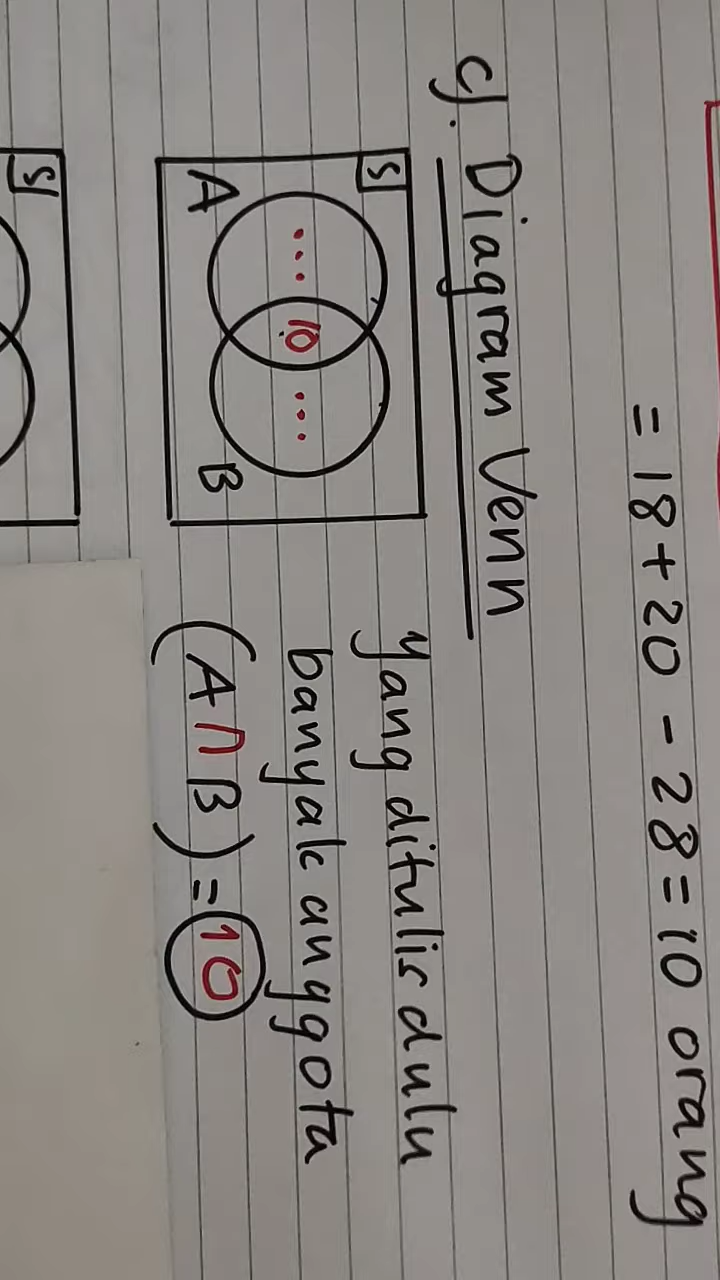 = 18 + 20 - 28 = 10 orang
c). Diagram Venn
S
A
... 10 ...
B
yang ditulis dulu
banyak anggota
(A∩B) = 10
S